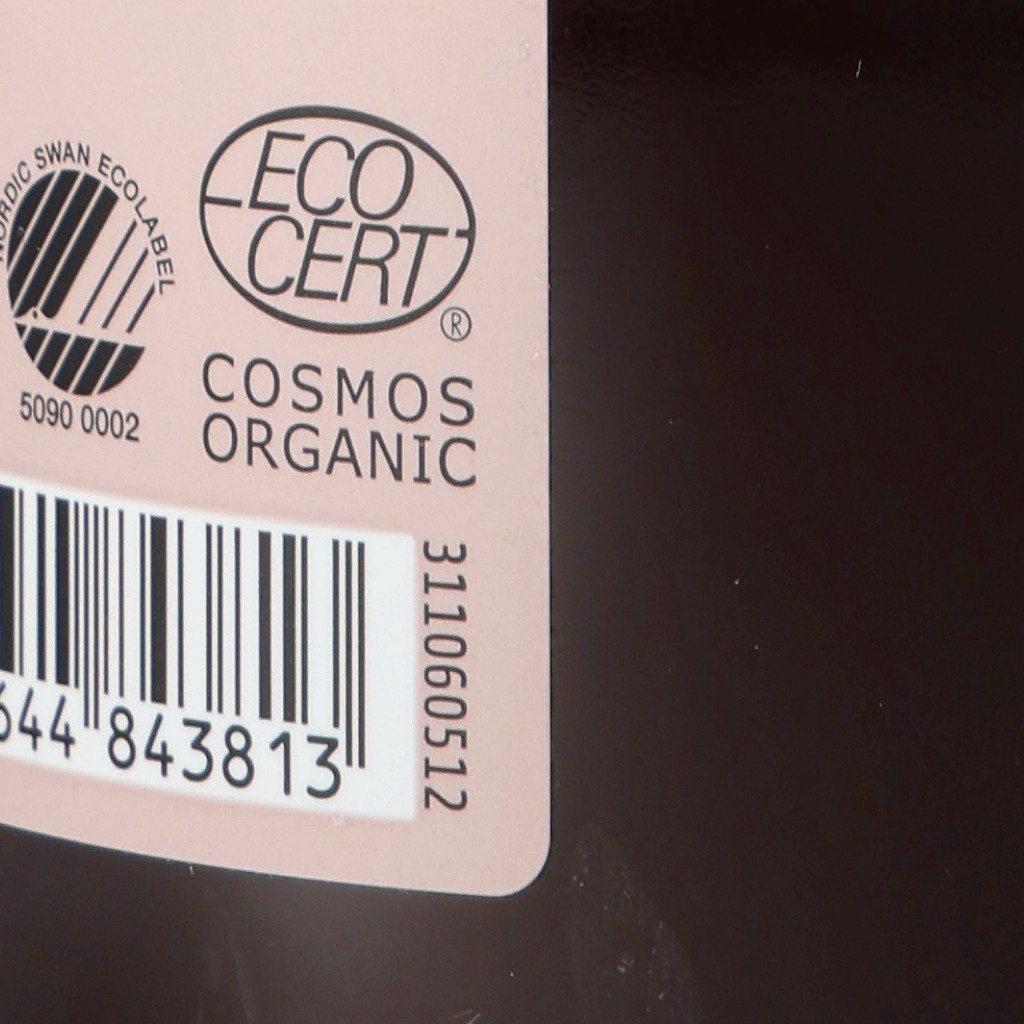 NORDIC SWAN ECOLABEL
5090 0002
ECO
CERT
®
COSMOS
ORGANIC
644 843813
311060512